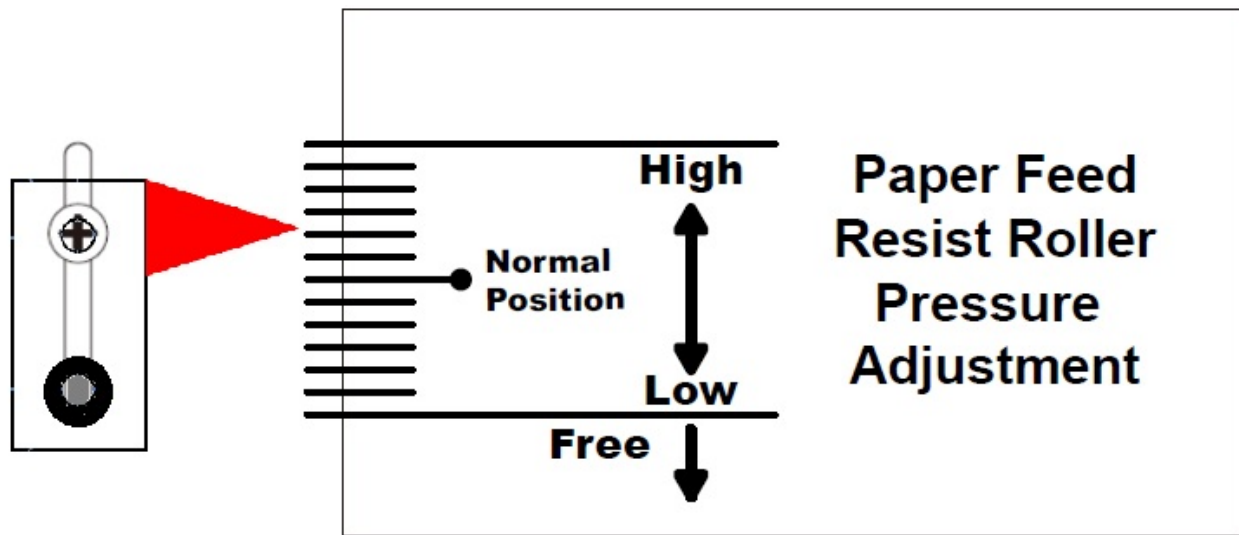 High
Normal
Position
Low
Free
Paper Feed
Resist Roller
Pressure
Adjustment